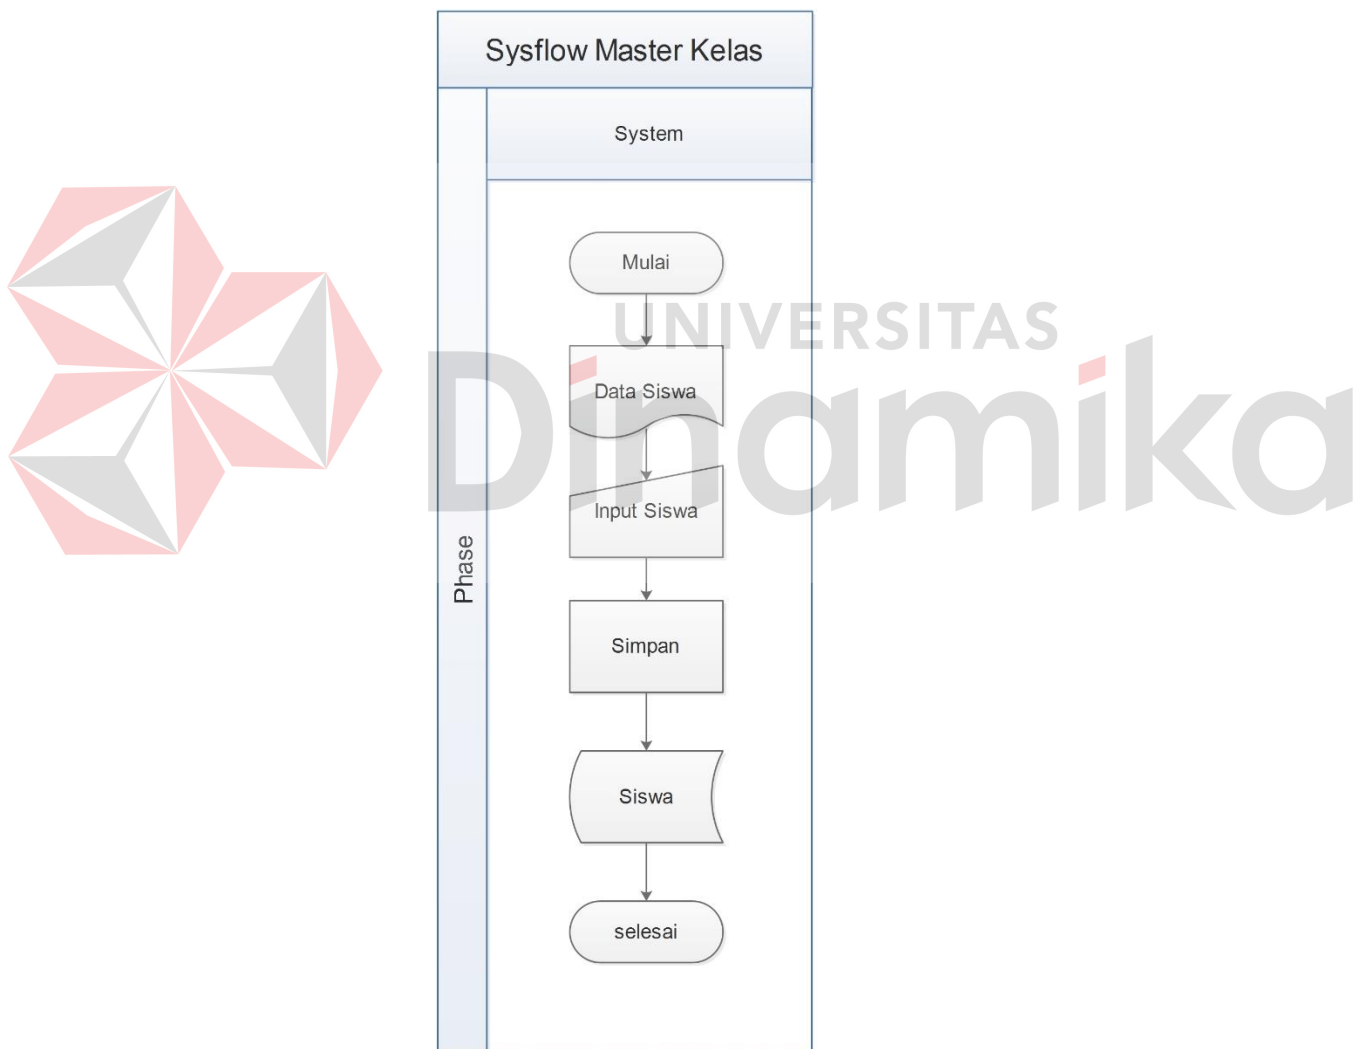 Sysflow Master Kelas
System
Phase
Mulai
UNIVERSITAS
Dinamika
Data Siswa
Input Siswa
Simpan
Siswa
selesai